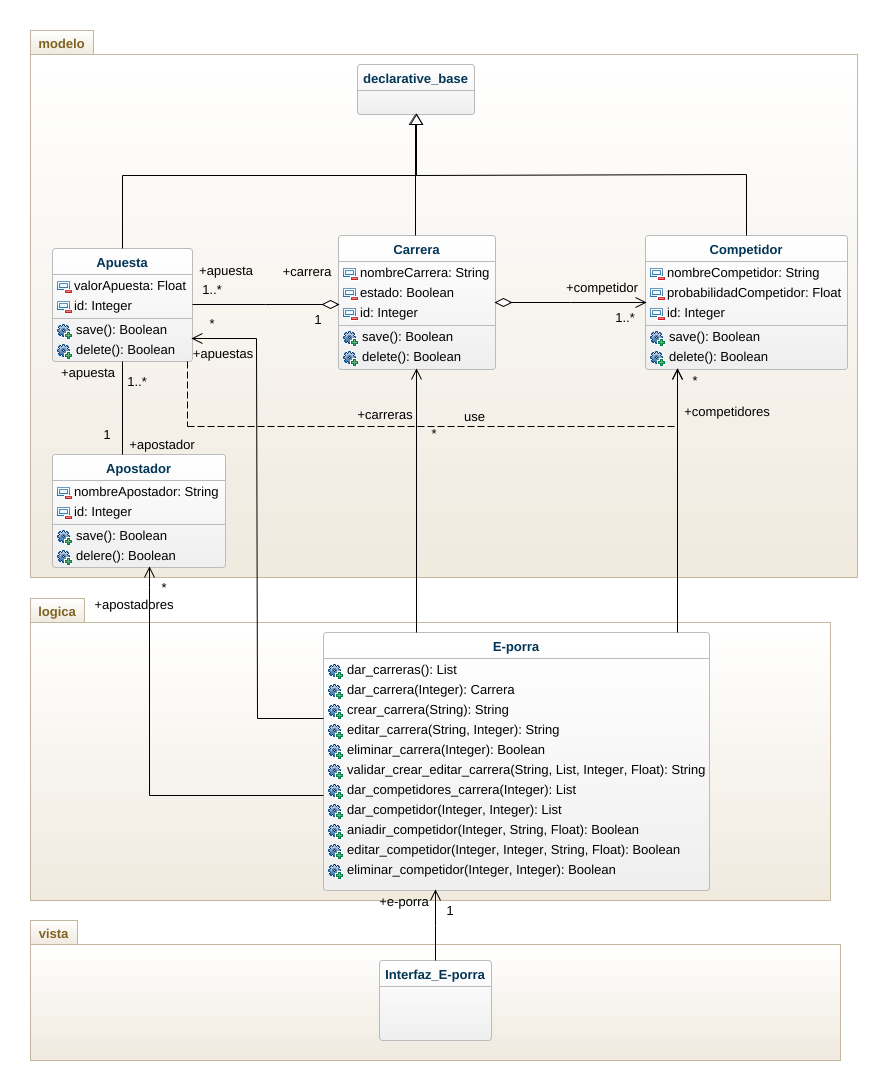 modelo
declarative_base
Apuesta
valorApuesta: Float
id: Integer
save(): Boolean
delete(): Boolean
+apuesta
1..*
+carrera
1
Carrera
nombreCarrera: String
estado: Boolean
id: Integer
save(): Boolean
delete(): Boolean
+competidor
1..*
Competidor
nombreCompetidor: String
probabilidadCompetidor: Float
id: Integer
save(): Boolean
delete(): Boolean
*
+apuestas
+apuesta
1..*
1
+apostador
+carreras
*
use
*
+competidores
Apostador
nombreApostador: String
id: Integer
save(): Boolean
delere(): Boolean
*
+apostadores
logica
E-porra
dar_carreras(): List
dar_carrera(Integer): Carrera
crear_carrera(String): String
editar_carrera(String, Integer): String
eliminar_carrera(Integer): Boolean
validar_crear_editar_carrera(String, List, Integer, Float): String
dar_competidores_carrera(Integer): List
dar_competidor(Integer, Integer): List
aniadir_competidor(Integer, String, Float): Boolean
editar_competidor(Integer, Integer, String, Float): Boolean
eliminar_competidor(Integer, Integer): Boolean
+e-porra
1
vista
Interfaz_E-porra